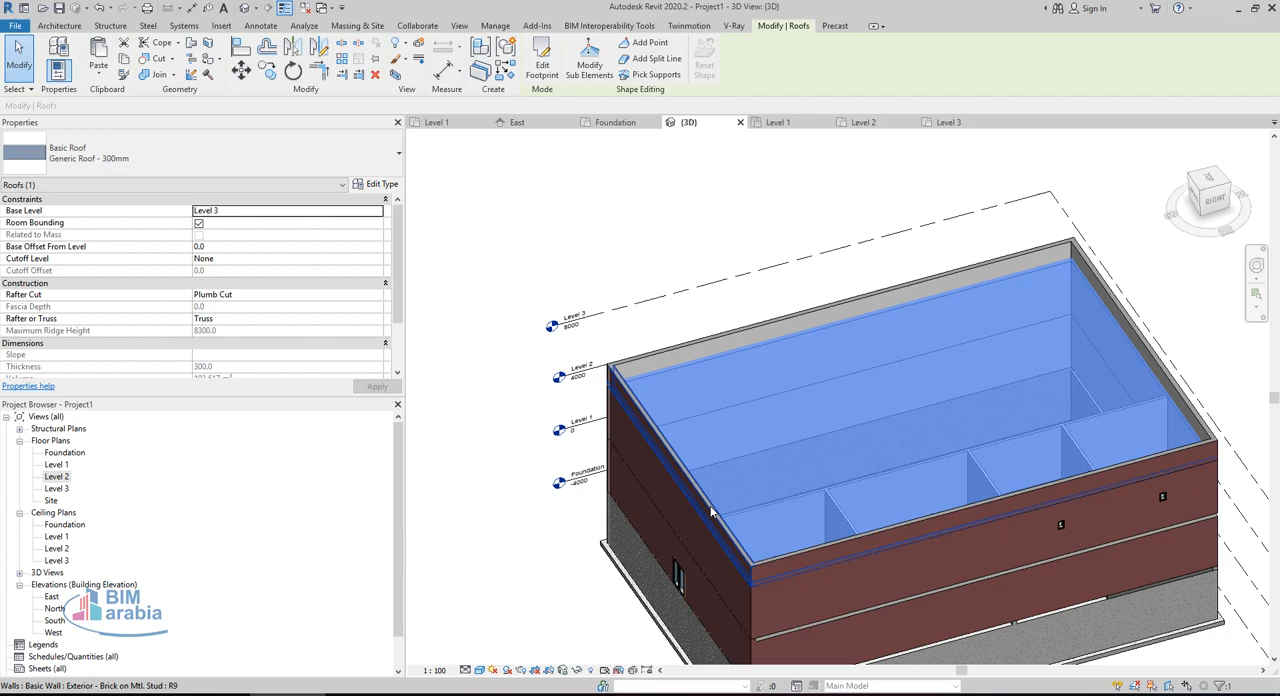 Autodesk Revit 2020.2 - Project1 - 3D View: {3D}
Sign In
File Architecture Structure Steel Systems Insert Annotate Analyze Massing & Site Collaborate View Manage Add-Ins BIM Interoperability Tools Twinmotion V-Ray Modify | Roofs Precast
Modify
Paste
Cope
Cut
Join
Edit Footprint
Modify Sub Elements
Add Point
Add Split Line
Pick Supports
Reset Shape
Select Properties Clipboard Geometry Modify View Measure Create Mode Shape Editing
Modify | Roofs
Properties
Level 1 East Foundation {3D} Level 1 Level 2 Level 3
Basic Roof
Generic Roof - 300mm
Roofs (1) Edit Type
Constraints
Base Level Level 3
Room Bounding
Related to Mass
Base Offset From Level 0.0
Cutoff Level None
Cutoff Offset 0.0
Construction
Rafter Cut Plumb Cut
Fascia Depth 0.0
Rafter or Truss Truss
Maximum Ridge Height 8300.0
Dimensions
Slope
Thickness 300.0
Properties help Apply
Project Browser - Project1
Views (all)
Structural Plans
Floor Plans
Foundation
Level 1
Level 2
Level 3
Site
Ceiling Plans
Foundation
Level 1
Level 2
Level 3
3D Views
Elevations (Building Elevation)
East
North
South
West
Legends
Schedules/Quantities (all)
Sheets (all)
BIM
arabia
Level 3
8000
Level 2
4000
Level 1
0
Foundation
-4000
TOP
RIGHT
1 : 100
Walls : Basic Wall : Exterior - Brick on Mtl. Stud : R9
:0
Main Model
:1